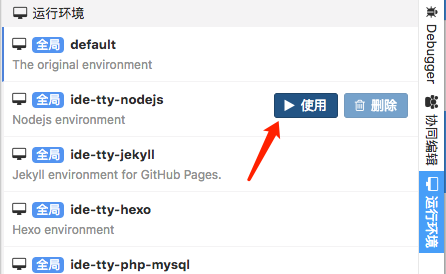 运行环境
全局 default
The original environment
全局 ide-tty-nodejs
Nodejs environment
使用
删除
全局 ide-tty-jekyll
Jekyll environment for GitHub Pages.
全局 ide-tty-hexo
Hexo environment
全局 ide-tty-php-mysql
Debugger
协同编辑
运行环境